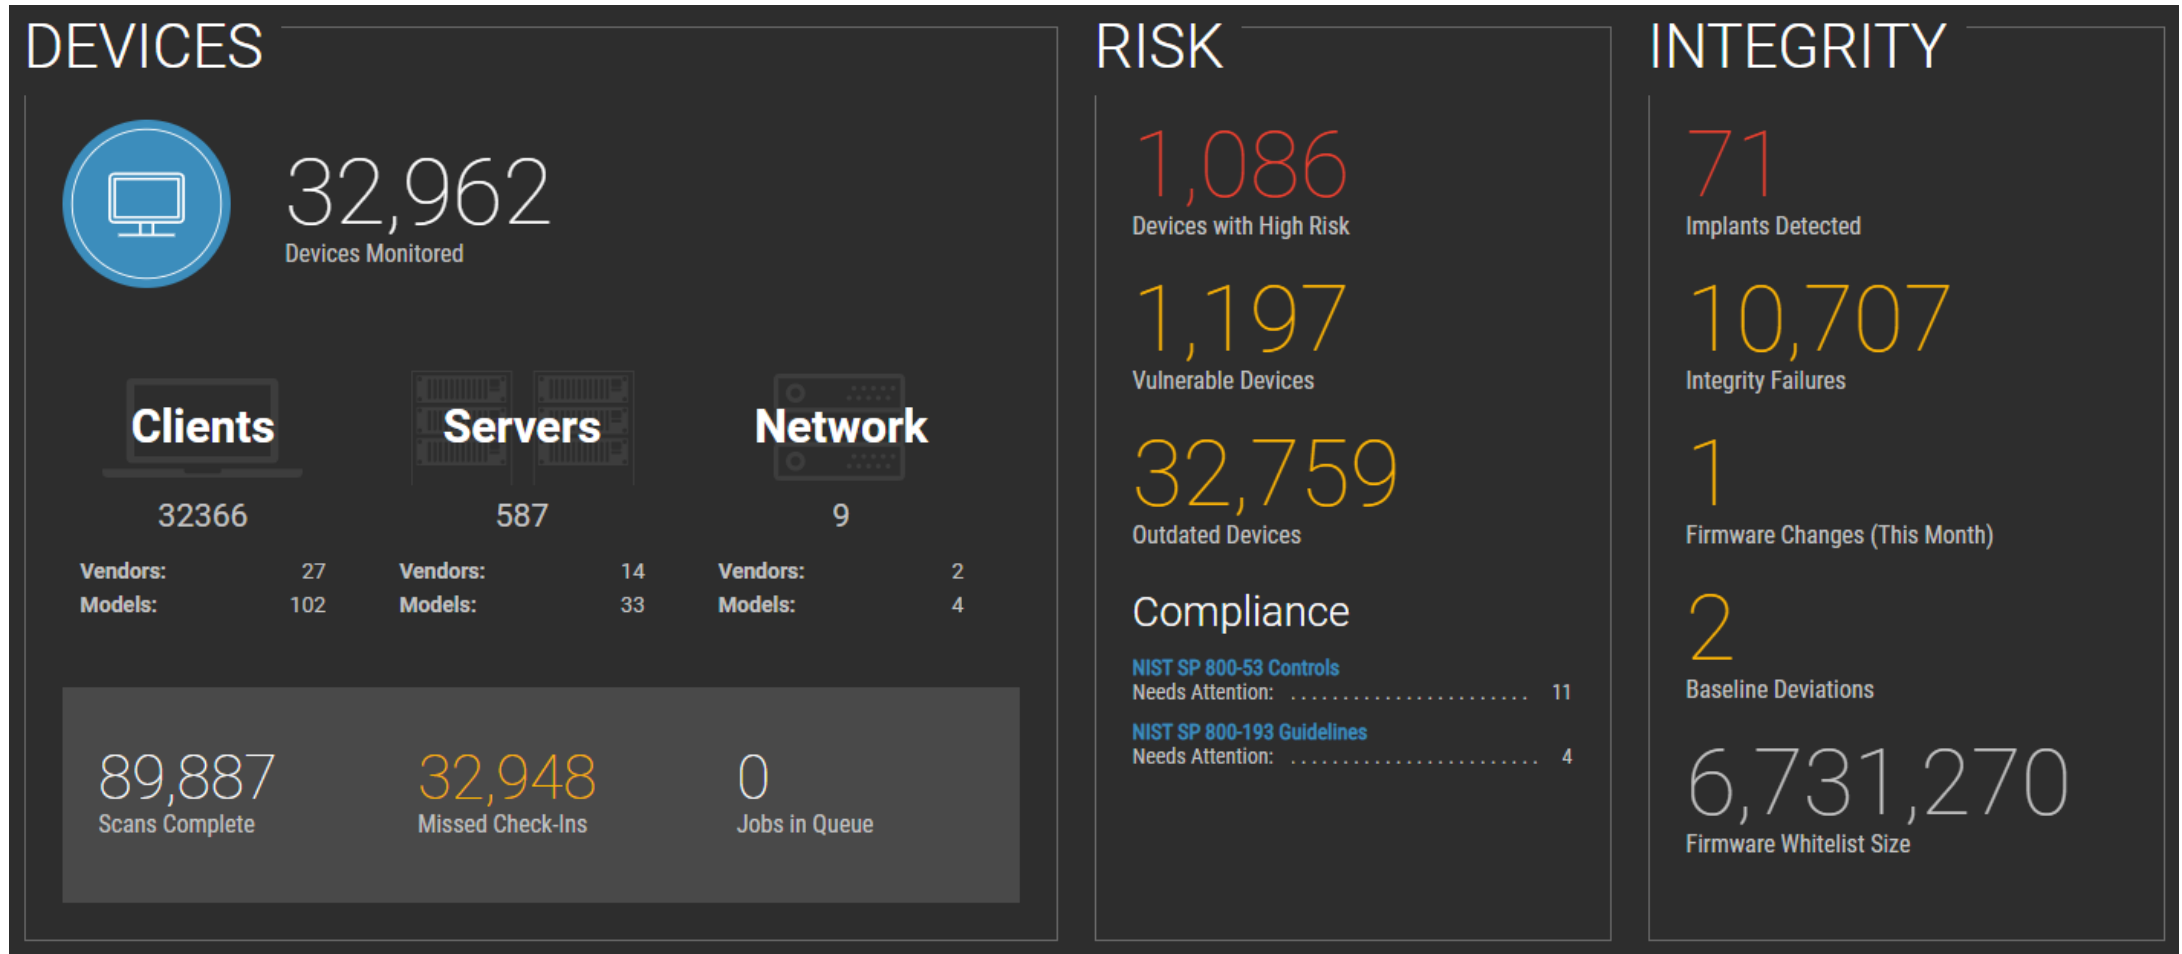 DEVICES
32,962
Devices Monitored
Clients
32366
Vendors: 27
Models: 102
Servers
587
Vendors: 14
Models: 33
Network
9
Vendors: 2
Models: 4
89,887
Scans Complete
32,948
Missed Check-Ins
0
Jobs in Queue
RISK
1,086
Devices with High Risk
1,197
Vulnerable Devices
32,759
Outdated Devices
Compliance
NIST SP 800-53 Controls
Needs Attention: ....................... 11
NIST SP 800-193 Guidelines
Needs Attention: ........................ 4
INTEGRITY
71
Implants Detected
10,707
Integrity Failures
1
Firmware Changes (This Month)
2
Baseline Deviations
6,731,270
Firmware Whitelist Size